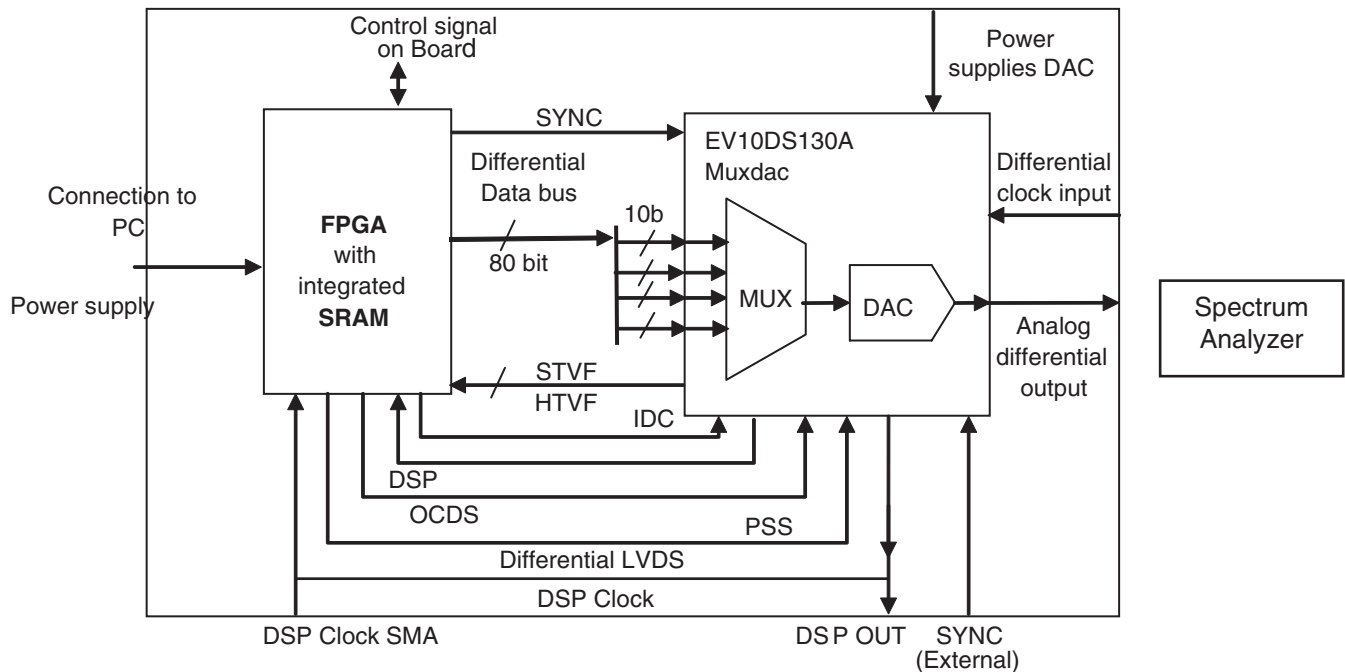 Control signal
on Board
Power
supplies DAC
SYNC
EV10DS130A
Muxdac
Differential
Data bus
Differential
clock input
Connection to
PC
FPGA
with
integrated
SRAM
10b
80 bit
MUX
DAC
Power supply
Analog
differential
output
Spectrum
Analyzer
STVF
HTVF
IDC
DSP
OCDS
PSS
Differential LVDS
DSP Clock
DSP Clock SMA
DSP OUT
SYNC
(External)